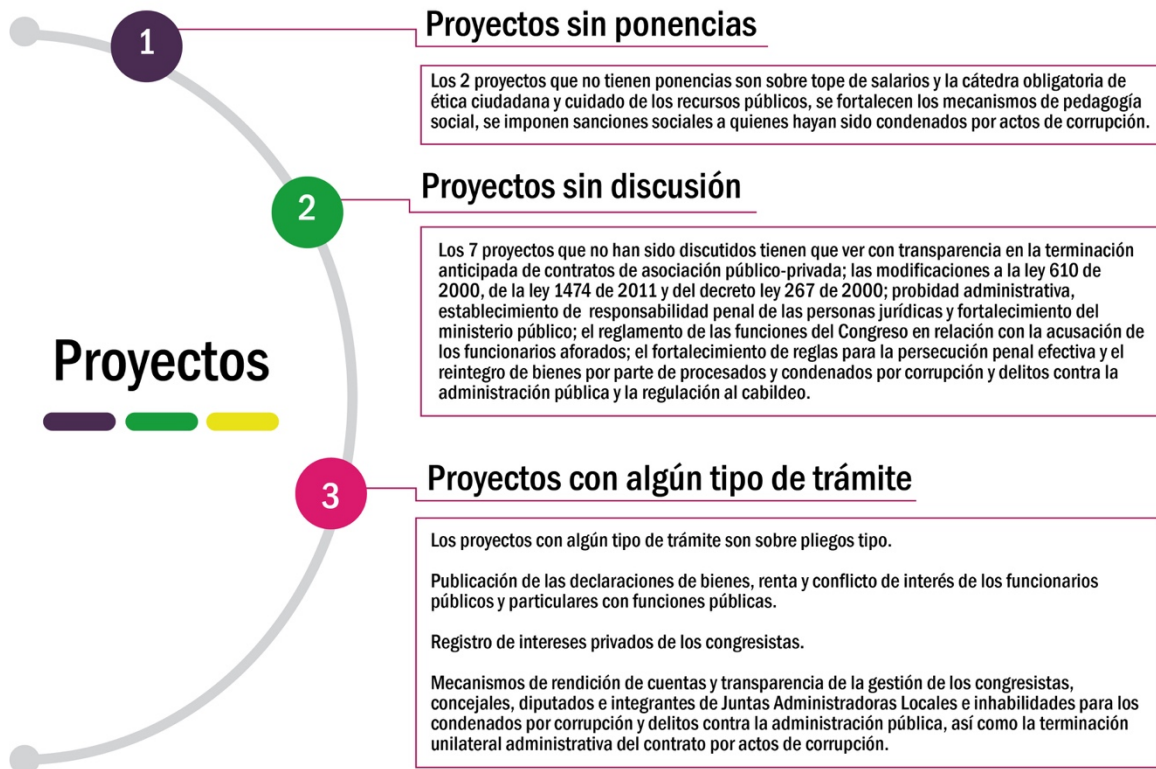 1
Proyectos sin ponencias
Los 2 proyectos que no tienen ponencias son sobre tope de salarios y la cátedra obligatoria de
ética ciudadana y cuidado de los recursos públicos, se fortalecen los mecanismos de pedagogía
social, se imponen sanciones sociales a quienes hayan sido condenados por actos de corrupción.
2
Proyectos sin discusión
Los 7 proyectos que no han sido discutidos tienen que ver con transparencia en la terminación
anticipada de contratos de asociación público-privada; las modificaciones a la ley 610 de
2000, de la ley 1474 de 2011 y del decreto ley 267 de 2000; probidad administrativa,
establecimiento de responsabilidad penal de las personas jurídicas y fortalecimiento del
ministerio público; el reglamento de las funciones del Congreso en relación con la acusación de
los funcionarios aforados; el fortalecimiento de reglas para la persecución penal efectiva y el
reintegro de bienes por parte de procesados y condenados por corrupción y delitos contra la
administración pública y la regulación al cabildeo.
Proyectos
3
Proyectos con algún tipo de trámite
Los proyectos con algún tipo de trámite son sobre pliegos tipo.
Publicación de las declaraciones de bienes, renta y conflicto de interés de los funcionarios
públicos y particulares con funciones públicas.
Registro de intereses privados de los congresistas.
Mecanismos de rendición de cuentas y transparencia de la gestión de los congresistas,
concejales, diputados e integrantes de Juntas Administradoras Locales e inhabilidades para los
condenados por corrupción y delitos contra la administración pública, así como la terminación
unilateral administrativa del contrato por actos de corrupción.